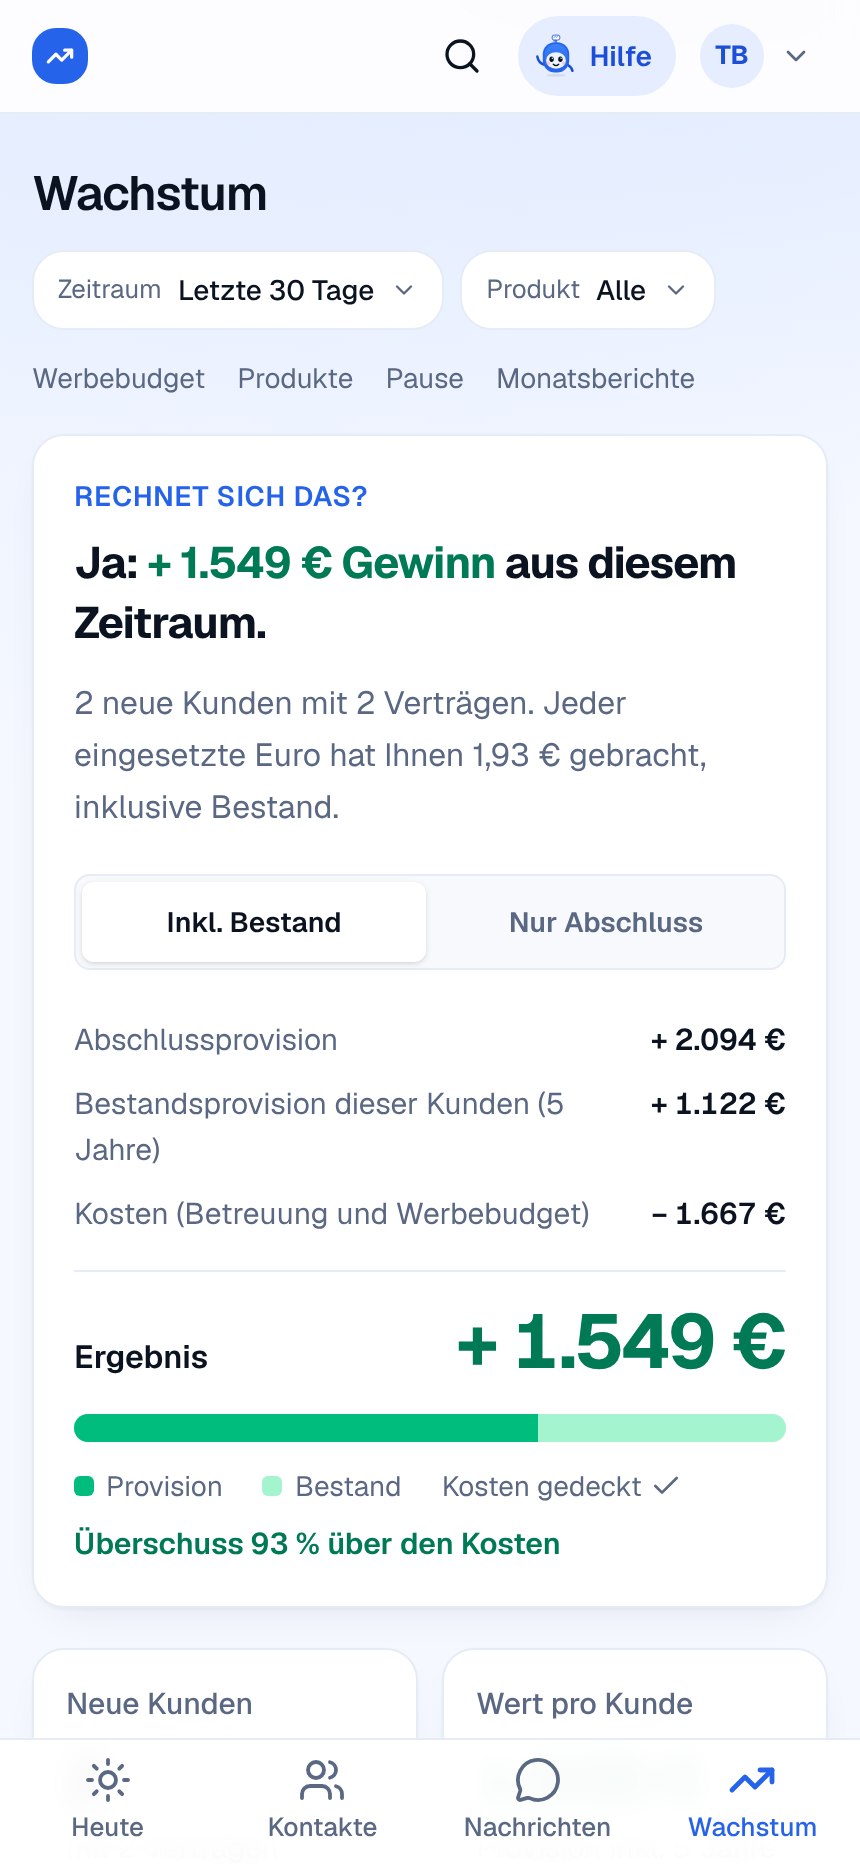 Hilfe
TB
Wachstum
Zeitraum Letzte 30 Tage
Produkt Alle
Werbebudget Produkte Pause Monatsberichte
RECHNET SICH DAS?
Ja: + 1.549 € Gewinn aus diesem
Zeitraum.
2 neue Kunden mit 2 Verträgen. Jeder
eingesetzte Euro hat Ihnen 1,93 € gebracht,
inklusive Bestand.
Inkl. Bestand
Nur Abschluss
Abschlussprovision + 2.094 €
Bestandsprovision dieser Kunden (5 + 1.122 €
Jahre)
Kosten (Betreuung und Werbebudget) − 1.667 €
Ergebnis + 1.549 €
Provision Bestand Kosten gedeckt
Überschuss 93 % über den Kosten
Neue Kunden
Wert pro Kunde
Heute
Kontakte
Nachrichten
Wachstum